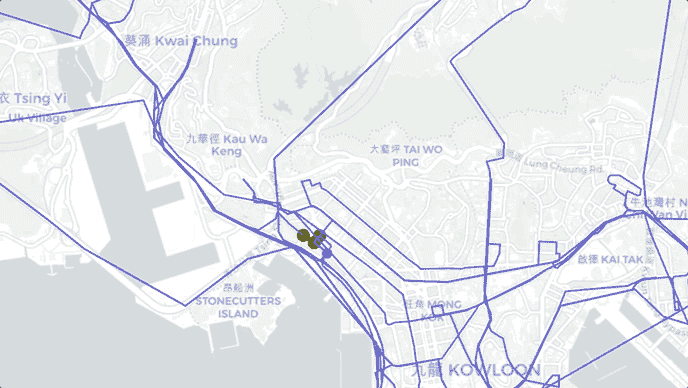 葵涌 Kwai Chung
衣 Tsing Yi
Uk Village
九華徑 Kau Wa
Keng
大窩坪 TAI WO
PING
Lung Cheung Rd.
牛池灣村 N
Van Vi
啟德 KAI TAK
昂船洲
STONECUTTERS
ISLAND
旺角 MONG
KOK
九龍 KOWLOON